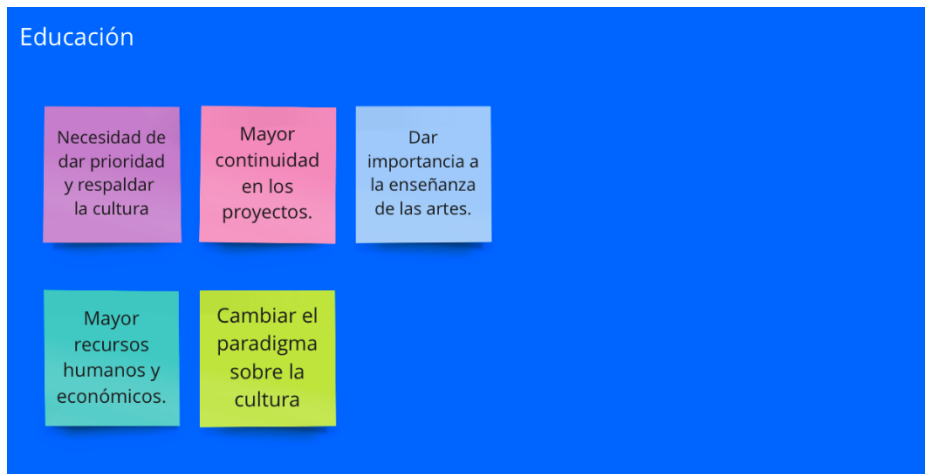 Educación
Necesidad de
dar prioridad
y respaldar
la cultura
Mayor
continuidad
en los
proyectos.
Dar
importancia a
la enseñanza
de las artes.
Mayor
recursos
humanos y
económicos.
Cambiar el
paradigma
sobre la
cultura